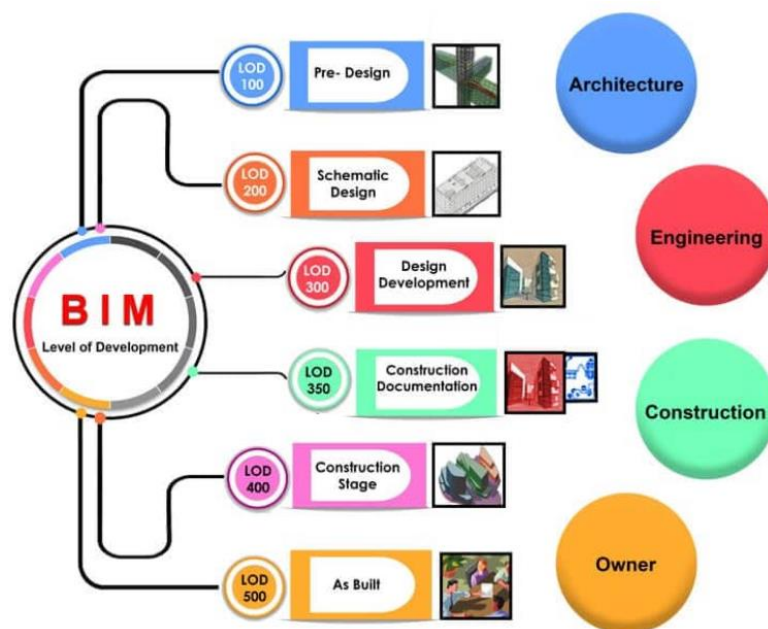 LOD
100
Pre- Design
Architecture
LOD
200
Schematic
Design
Engineering
LOD
300
Design
Development
BIM
Level of Development
LOD
350
Construction
Documentation
Construction
LOD
400
Construction
Stage
LOD
500
As Built
Owner